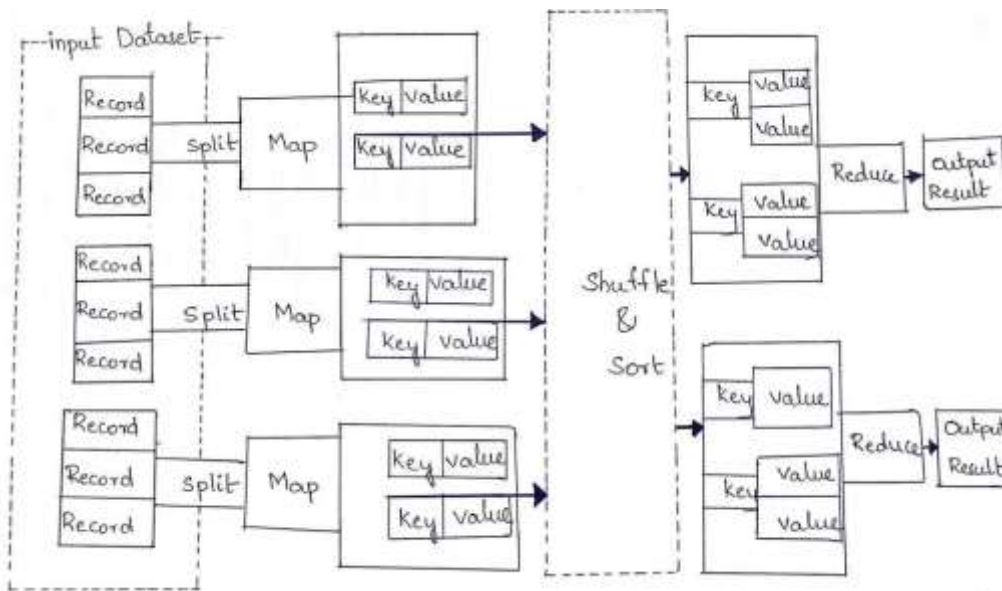 input Dataset
Record
Record
Record
Split
Map
Key Value
Key Value
Record
Record
Record
Split
Map
Key Value
Key Value
Record
Record
Record
Split
Map
Key Value
Key Value
Shuffle
&
Sort
Key
Value
Value
Key
Value
Value
Reduce
Output
Result
Key
Value
Key
Value
Value
Reduce
Output
Result